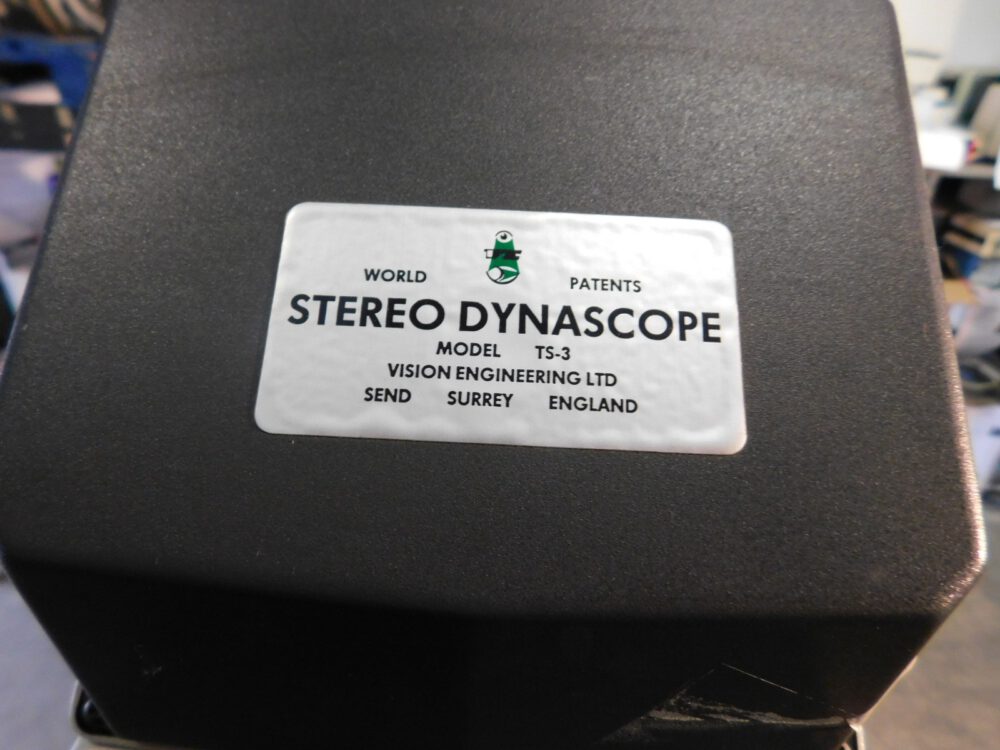 WORLD PATENTS
STEREO DYNASCOPE
MODEL TS-3
VISION ENGINEERING LTD
SEND SURREY ENGLAND